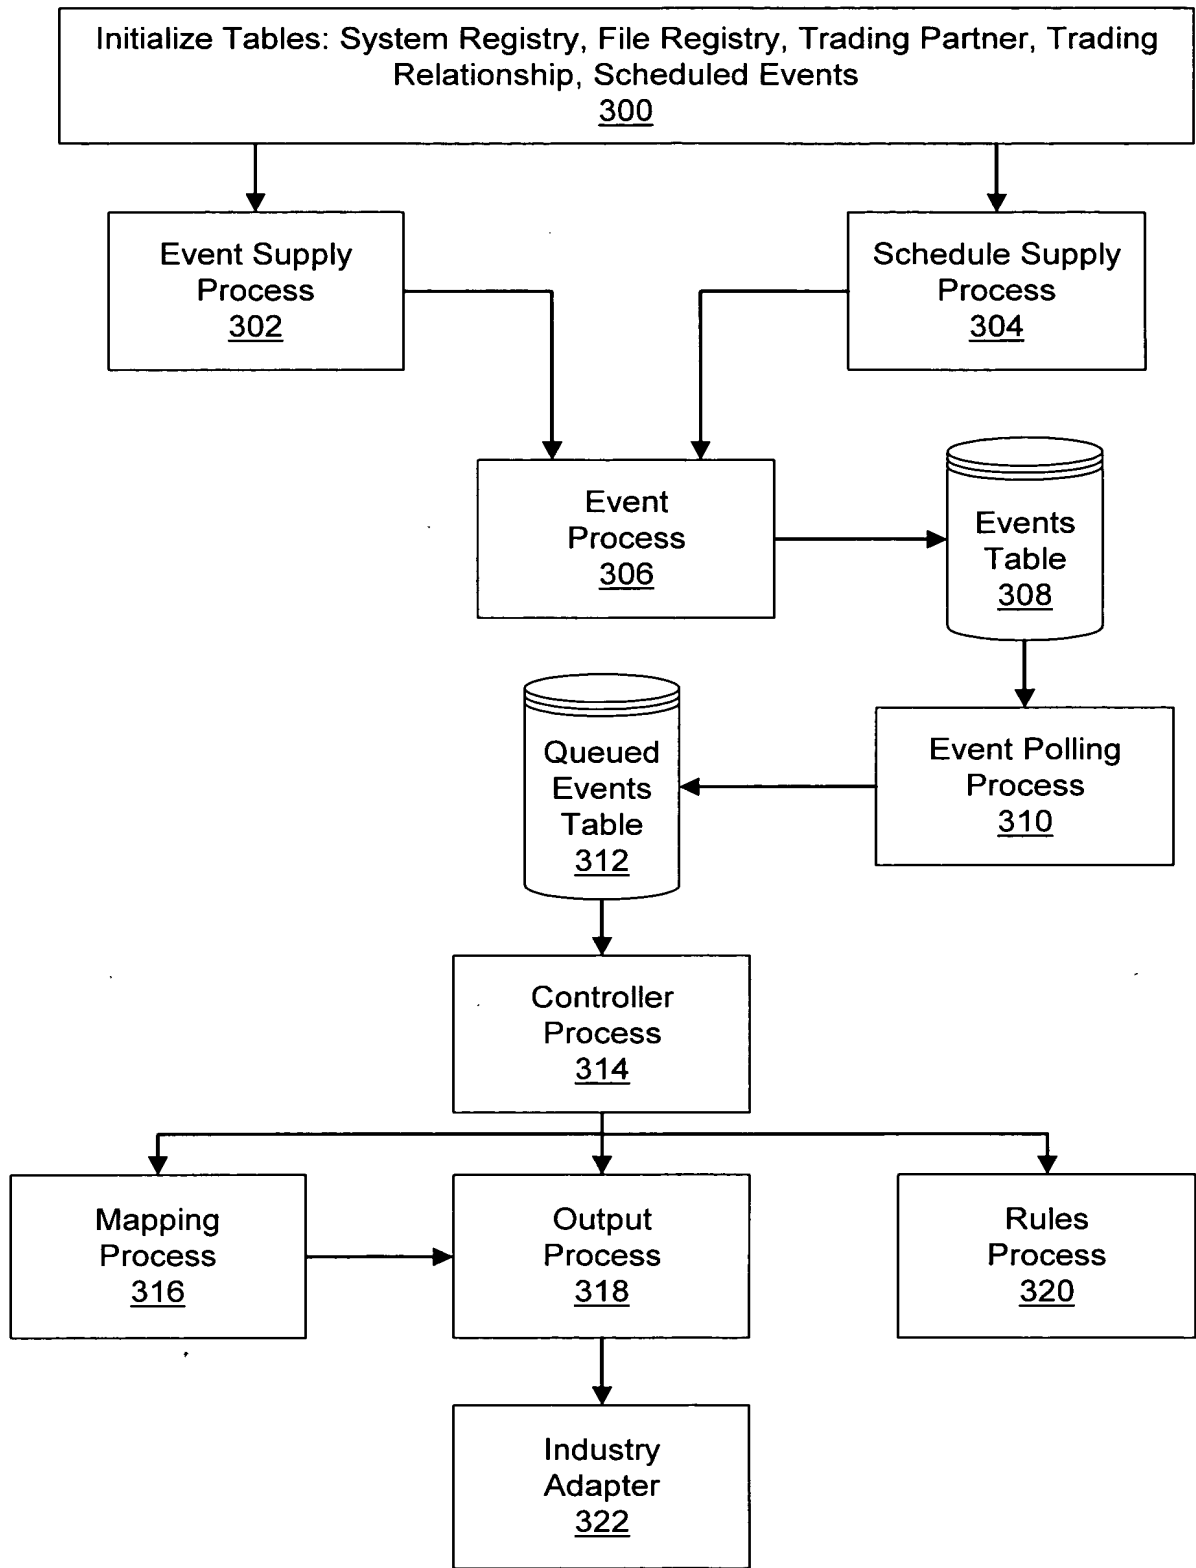 Initialize Tables: System Registry, File Registry, Trading Partner, Trading
Relationship, Scheduled Events
300
Event Supply
Process
302
Schedule Supply
Process
304
Event
Process
306
Events
Table
308
Queued
Events
Table
312
Event Polling
Process
310
Controller
Process
314
Mapping
Process
316
Output
Process
318
Rules
Process
320
Industry
Adapter
322